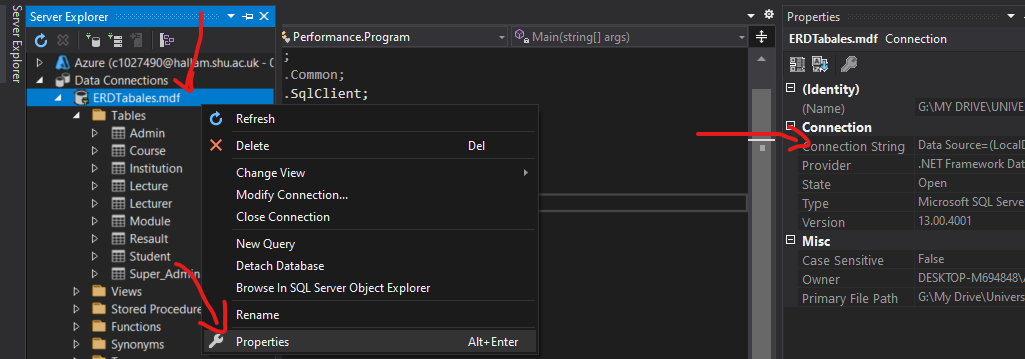 Server Explorer
Server Explorer
Azure (c1027490@hallam.shu.ac.uk - 0
Data Connections
ERDTabales.mdf
Tables
Admin
Course
Institution
Lecture
Lecturer
Module
Resault
Student
Super_Admin
Views
Stored Procedure
Functions
Synonyms
Performance.Program
Main(string[] args)
;
.Common;
.SqlClient;
Refresh
Delete Del
Change View
Modify Connection...
Close Connection
New Query
Detach Database
Browse In SQL Server Object Explorer
Rename
Properties Alt+Enter
Properties
ERDTabales.mdf Connection
(Identity)
(Name) G:\MY DRIVE\UNIVE
Connection
Connection String Data Source=(LocalD
Provider .NET Framework Dat
State Open
Type Microsoft SQL Serve
Version 13.00.4001
Misc
Case Sensitive False
Owner DESKTOP-M694848\
Primary File Path G:\My Drive\Univers